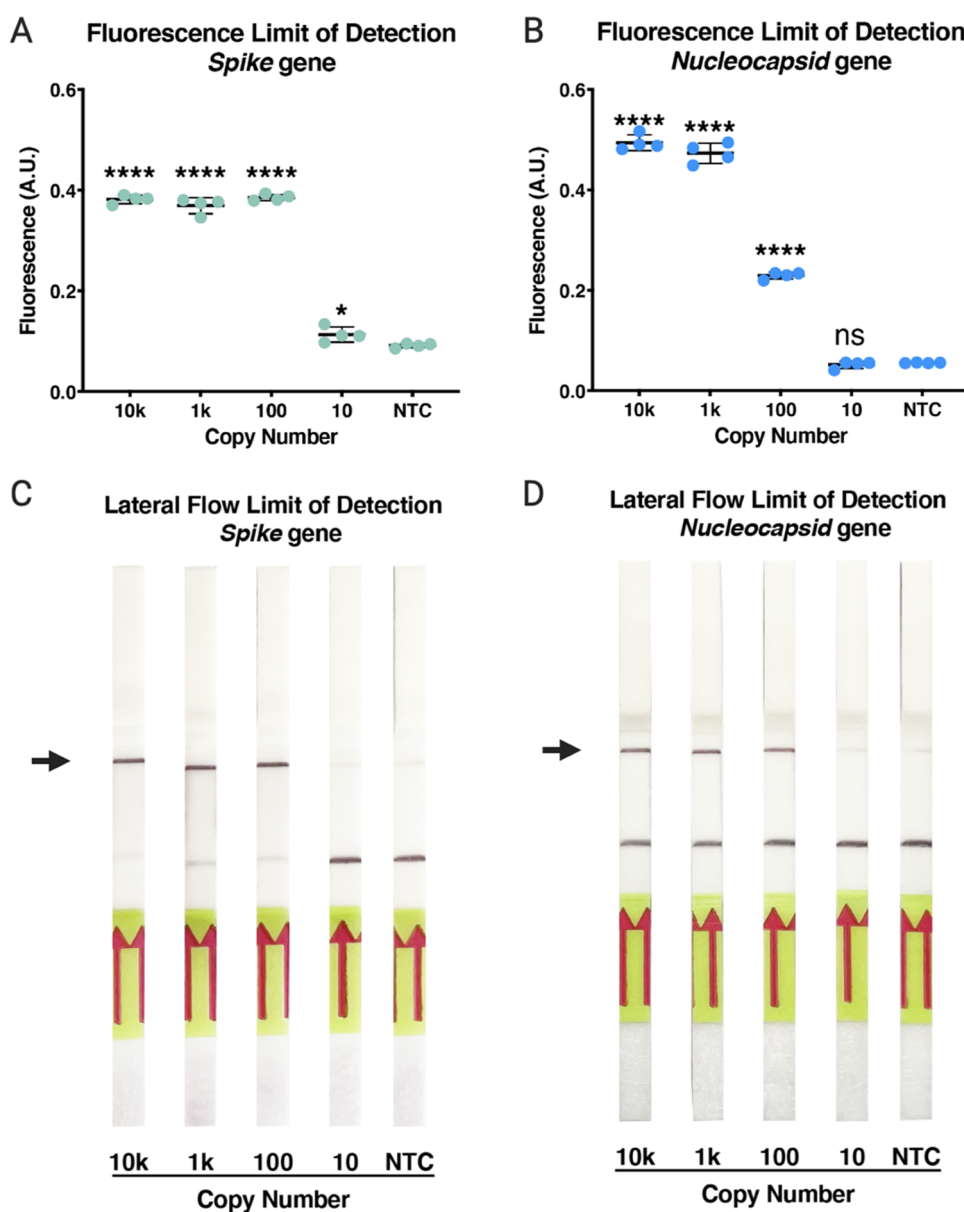 A
Fluorescence Limit of Detection
Spike gene
Fluorescence (A.U.)
0.6
0.4
0.2
0.0
**** **** **** *
10k 1k 100 10 NTC
Copy Number
B
Fluorescence Limit of Detection
Nucleocapsid gene
Fluorescence (A.U.)
0.6
0.4
0.2
0.0
**** **** **** ns
10k 1k 100 10 NTC
Copy Number
C
Lateral Flow Limit of Detection
Spike gene
10k 1k 100 10 NTC
Copy Number
D
Lateral Flow Limit of Detection
Nucleocapsid gene
10k 1k 100 10 NTC
Copy Number